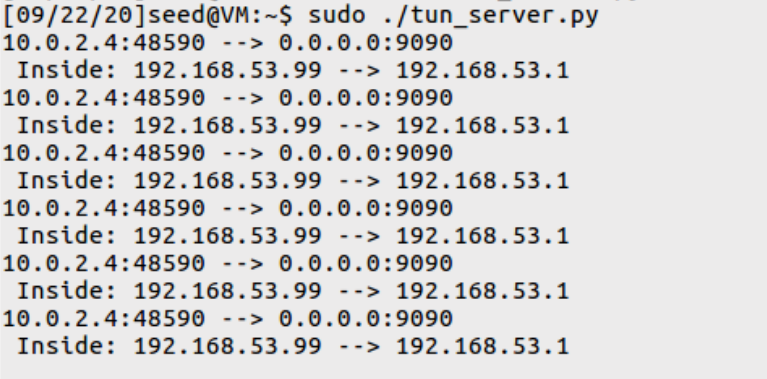 [09/22/20]seed@VM:~$ sudo ./tun_server.py
10.0.2.4:48590 --> 0.0.0.0:9090
 Inside: 192.168.53.99 --> 192.168.53.1
10.0.2.4:48590 --> 0.0.0.0:9090
 Inside: 192.168.53.99 --> 192.168.53.1
10.0.2.4:48590 --> 0.0.0.0:9090
 Inside: 192.168.53.99 --> 192.168.53.1
10.0.2.4:48590 --> 0.0.0.0:9090
 Inside: 192.168.53.99 --> 192.168.53.1
10.0.2.4:48590 --> 0.0.0.0:9090
 Inside: 192.168.53.99 --> 192.168.53.1
10.0.2.4:48590 --> 0.0.0.0:9090
 Inside: 192.168.53.99 --> 192.168.53.1